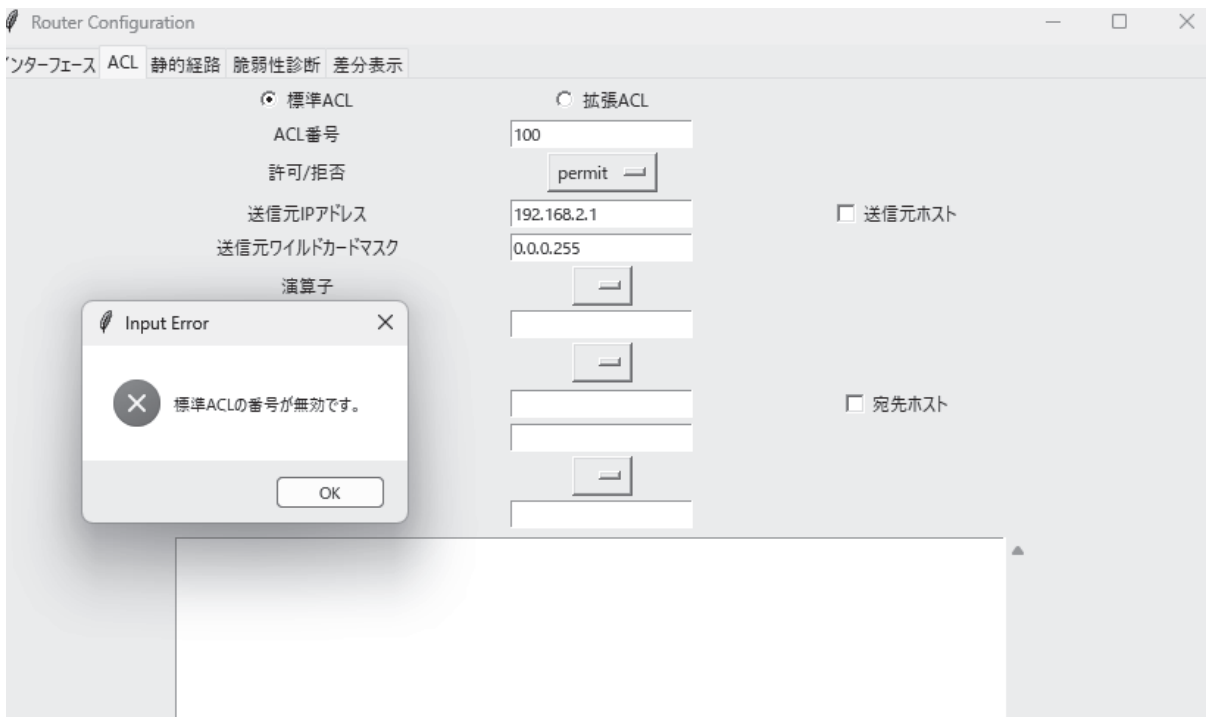 Router Configuration
インターフェース ACL 静的経路 脆弱性診断 差分表示
標準ACL 拡張ACL
ACL番号 100
許可/拒否 permit
送信元IPアドレス 192.168.2.1 送信元ホスト
送信元ワイルドカードマスク 0.0.0.255
演算子
Input Error
標準ACLの番号が無効です。
宛先ホスト
OK